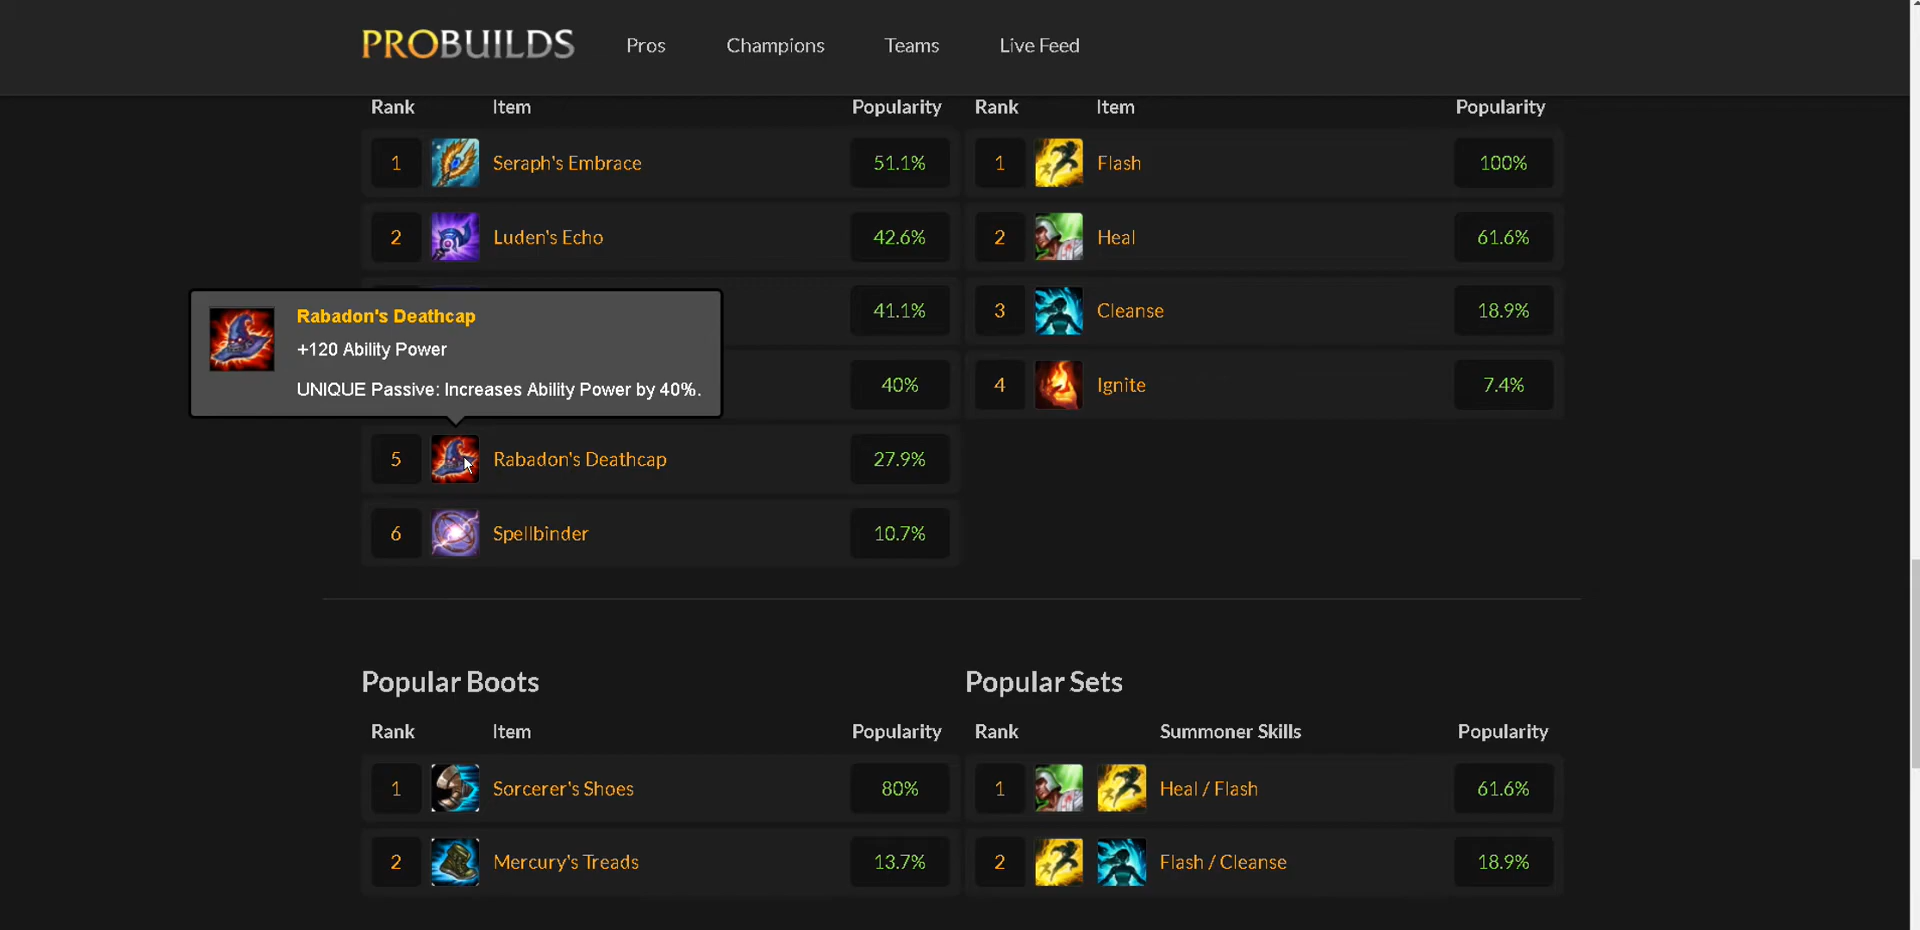 PROBUILDS Pros Champions Teams Live Feed
Rank Item Popularity Rank Item Popularity
1 Seraph's Embrace 51.1% 1 Flash 100%
2 Luden's Echo 42.6% 2 Heal 61.6%
Rabadon's Deathcap
+120 Ability Power
UNIQUE Passive: Increases Ability Power by 40%.
41.1% 3 Cleanse 18.9%
40% 4 Ignite 7.4%
5 Rabadon's Deathcap 27.9%
6 Spellbinder 10.7%
Popular Boots Popular Sets
Rank Item Popularity Rank Summoner Skills Popularity
1 Sorcerer's Shoes 80% 1 Heal / Flash 61.6%
2 Mercury's Treads 13.7% 2 Flash / Cleanse 18.9%